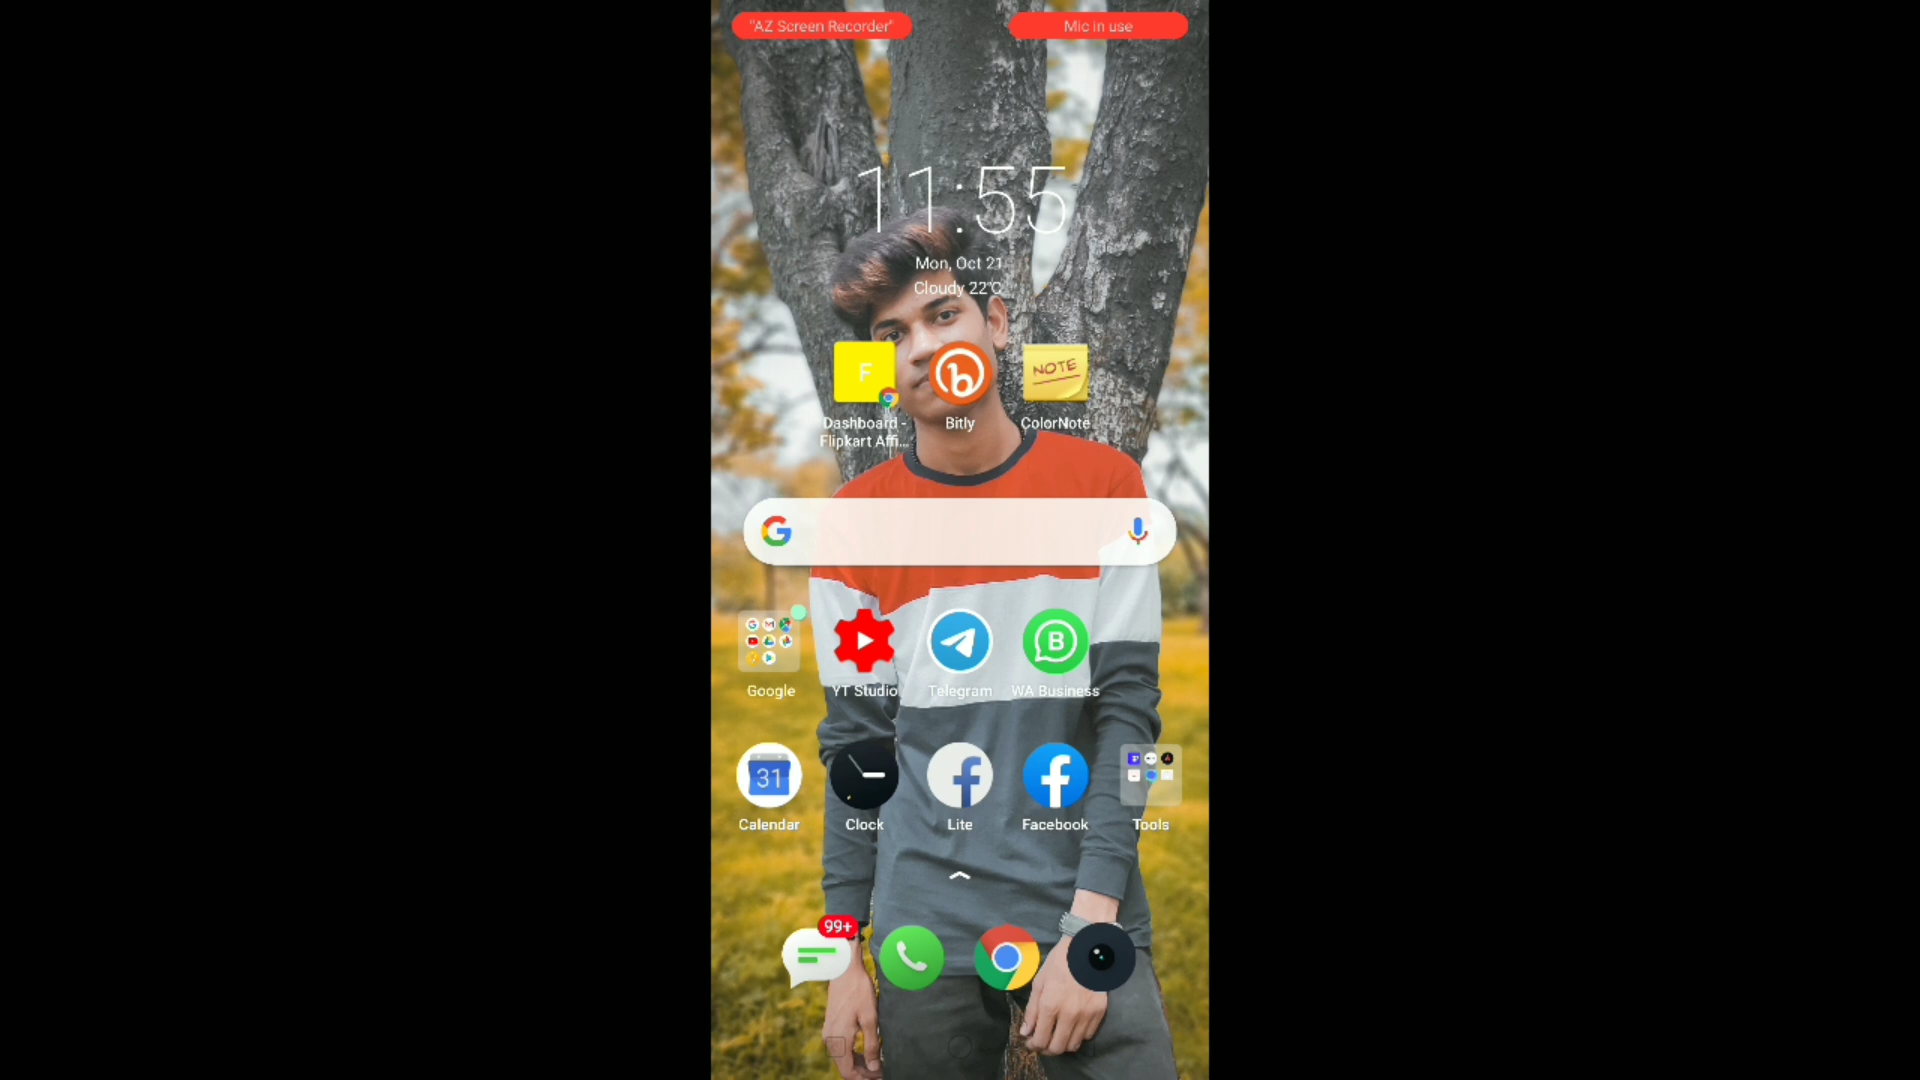 "AZ Screen Recorder"
Mic in use
11:55
Mon, Oct 21
Cloudy 22°C
F
NOTE
Dashboard -
Flipkart Affi...
Bitly
ColorNote
B
Google
YT Studio
Telegram
WA Business
31
Calendar
Clock
Lite
Facebook
Tools
99+